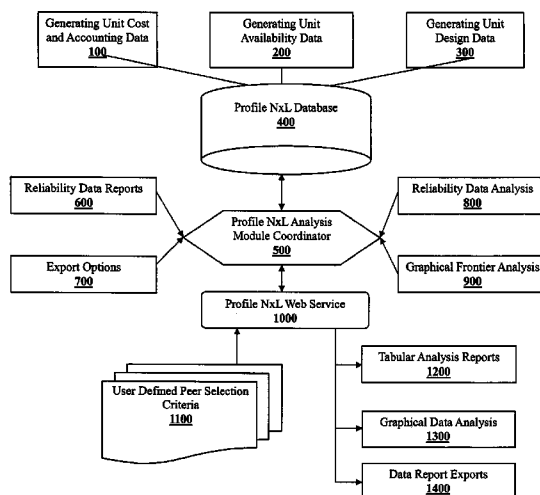 Generating Unit Cost
and Accounting Data
100
Generating Unit
Availability Data
200
Generating Unit
Design Data
300
Profile NxL Database
400
Reliability Data Reports
600
Reliability Data Analysis
800
Profile NxL Analysis
Module Coordinator
500
Export Options
700
Graphical Frontier Analysis
900
Profile NxL Web Service
1000
Tabular Analysis Reports
1200
User Defined Peer Selection
Criteria
1100
Graphical Data Analysis
1300
Data Report Exports
1400